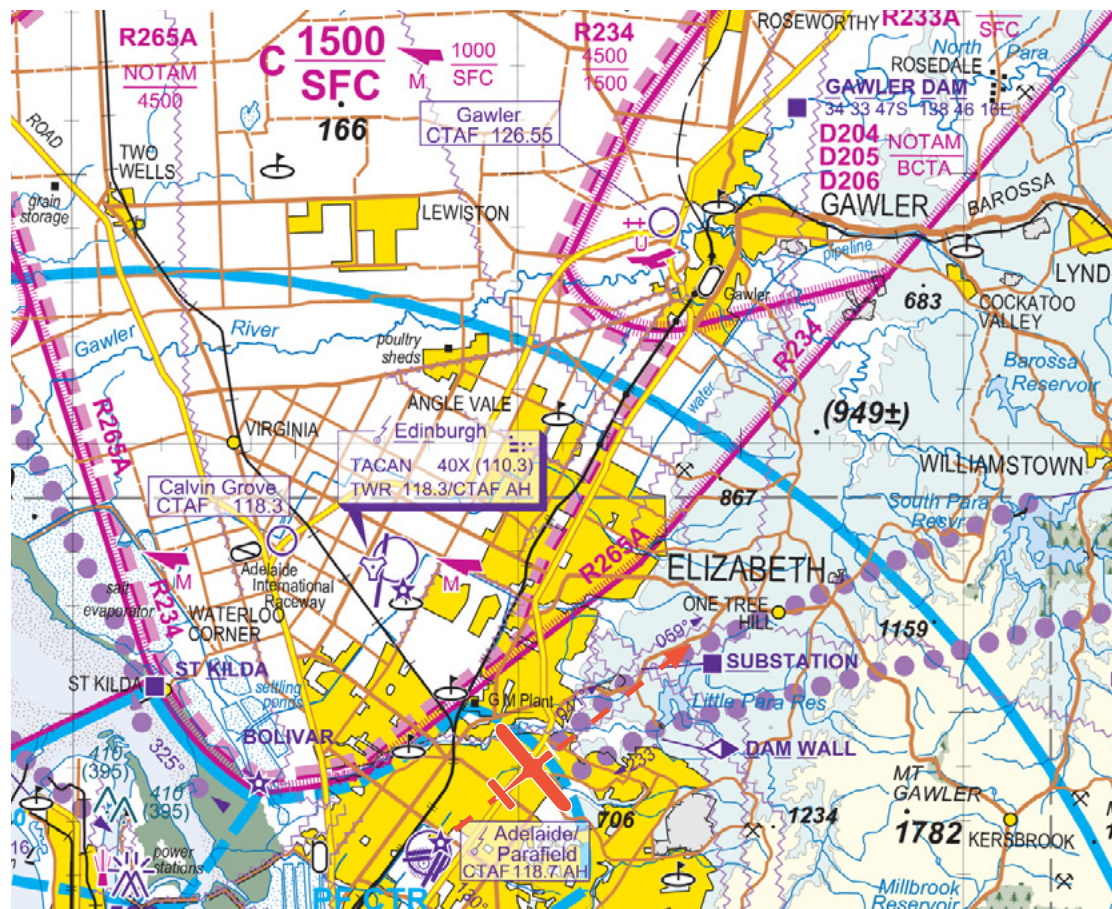 R265A
NOTAM
4500
C 1500
SFC
M
1000
SFC
R234
4500
1500
ROSEWORTHY
R233A
SFC
North Para
ROSEDALE
GAWLER DAM
34 33 47S 138 46 16E
D204
D205
D206
NOTAM
BCTA
166
Gawler
CTAF 126.55
ROAD
TWO
WELLS
grain
storage
LEWISTON
GAWLER
BAROSSA
U
pipeline
LYND
Gawler
683
COCKATOO
VALLEY
Gawler River
poultry
sheds
R234
Barossa
Reservoir
water
ANGLE VALE
R265A
VIRGINIA
(949±)
Edinburgh
TACAN 40X (110.3)
TWR 118.3/CTAF AH
WILLIAMSTOWN
867
South Para
Resvr
Calvin Grove
CTAF 118.3
Adelaide
International
Raceway
M
M
R265A
ELIZABETH
salt
evaporator
R234
WATERLOO
CORNER
ONE TREE
HILL
1159
059°
SUBSTATION
ST KILDA
ST KILDA
settling
ponds
G M Plant
Little Para Res
BOLIVAR
325°
233°
DAM WALL
410
(395)
410
(395)
MT
GAWLER
706
1234
1782
KERSBROOK
16
power
stations
Adelaide/
Parafield
CTAF 118.7 AH
PF CTR
130°
Millbrook
Reservoir